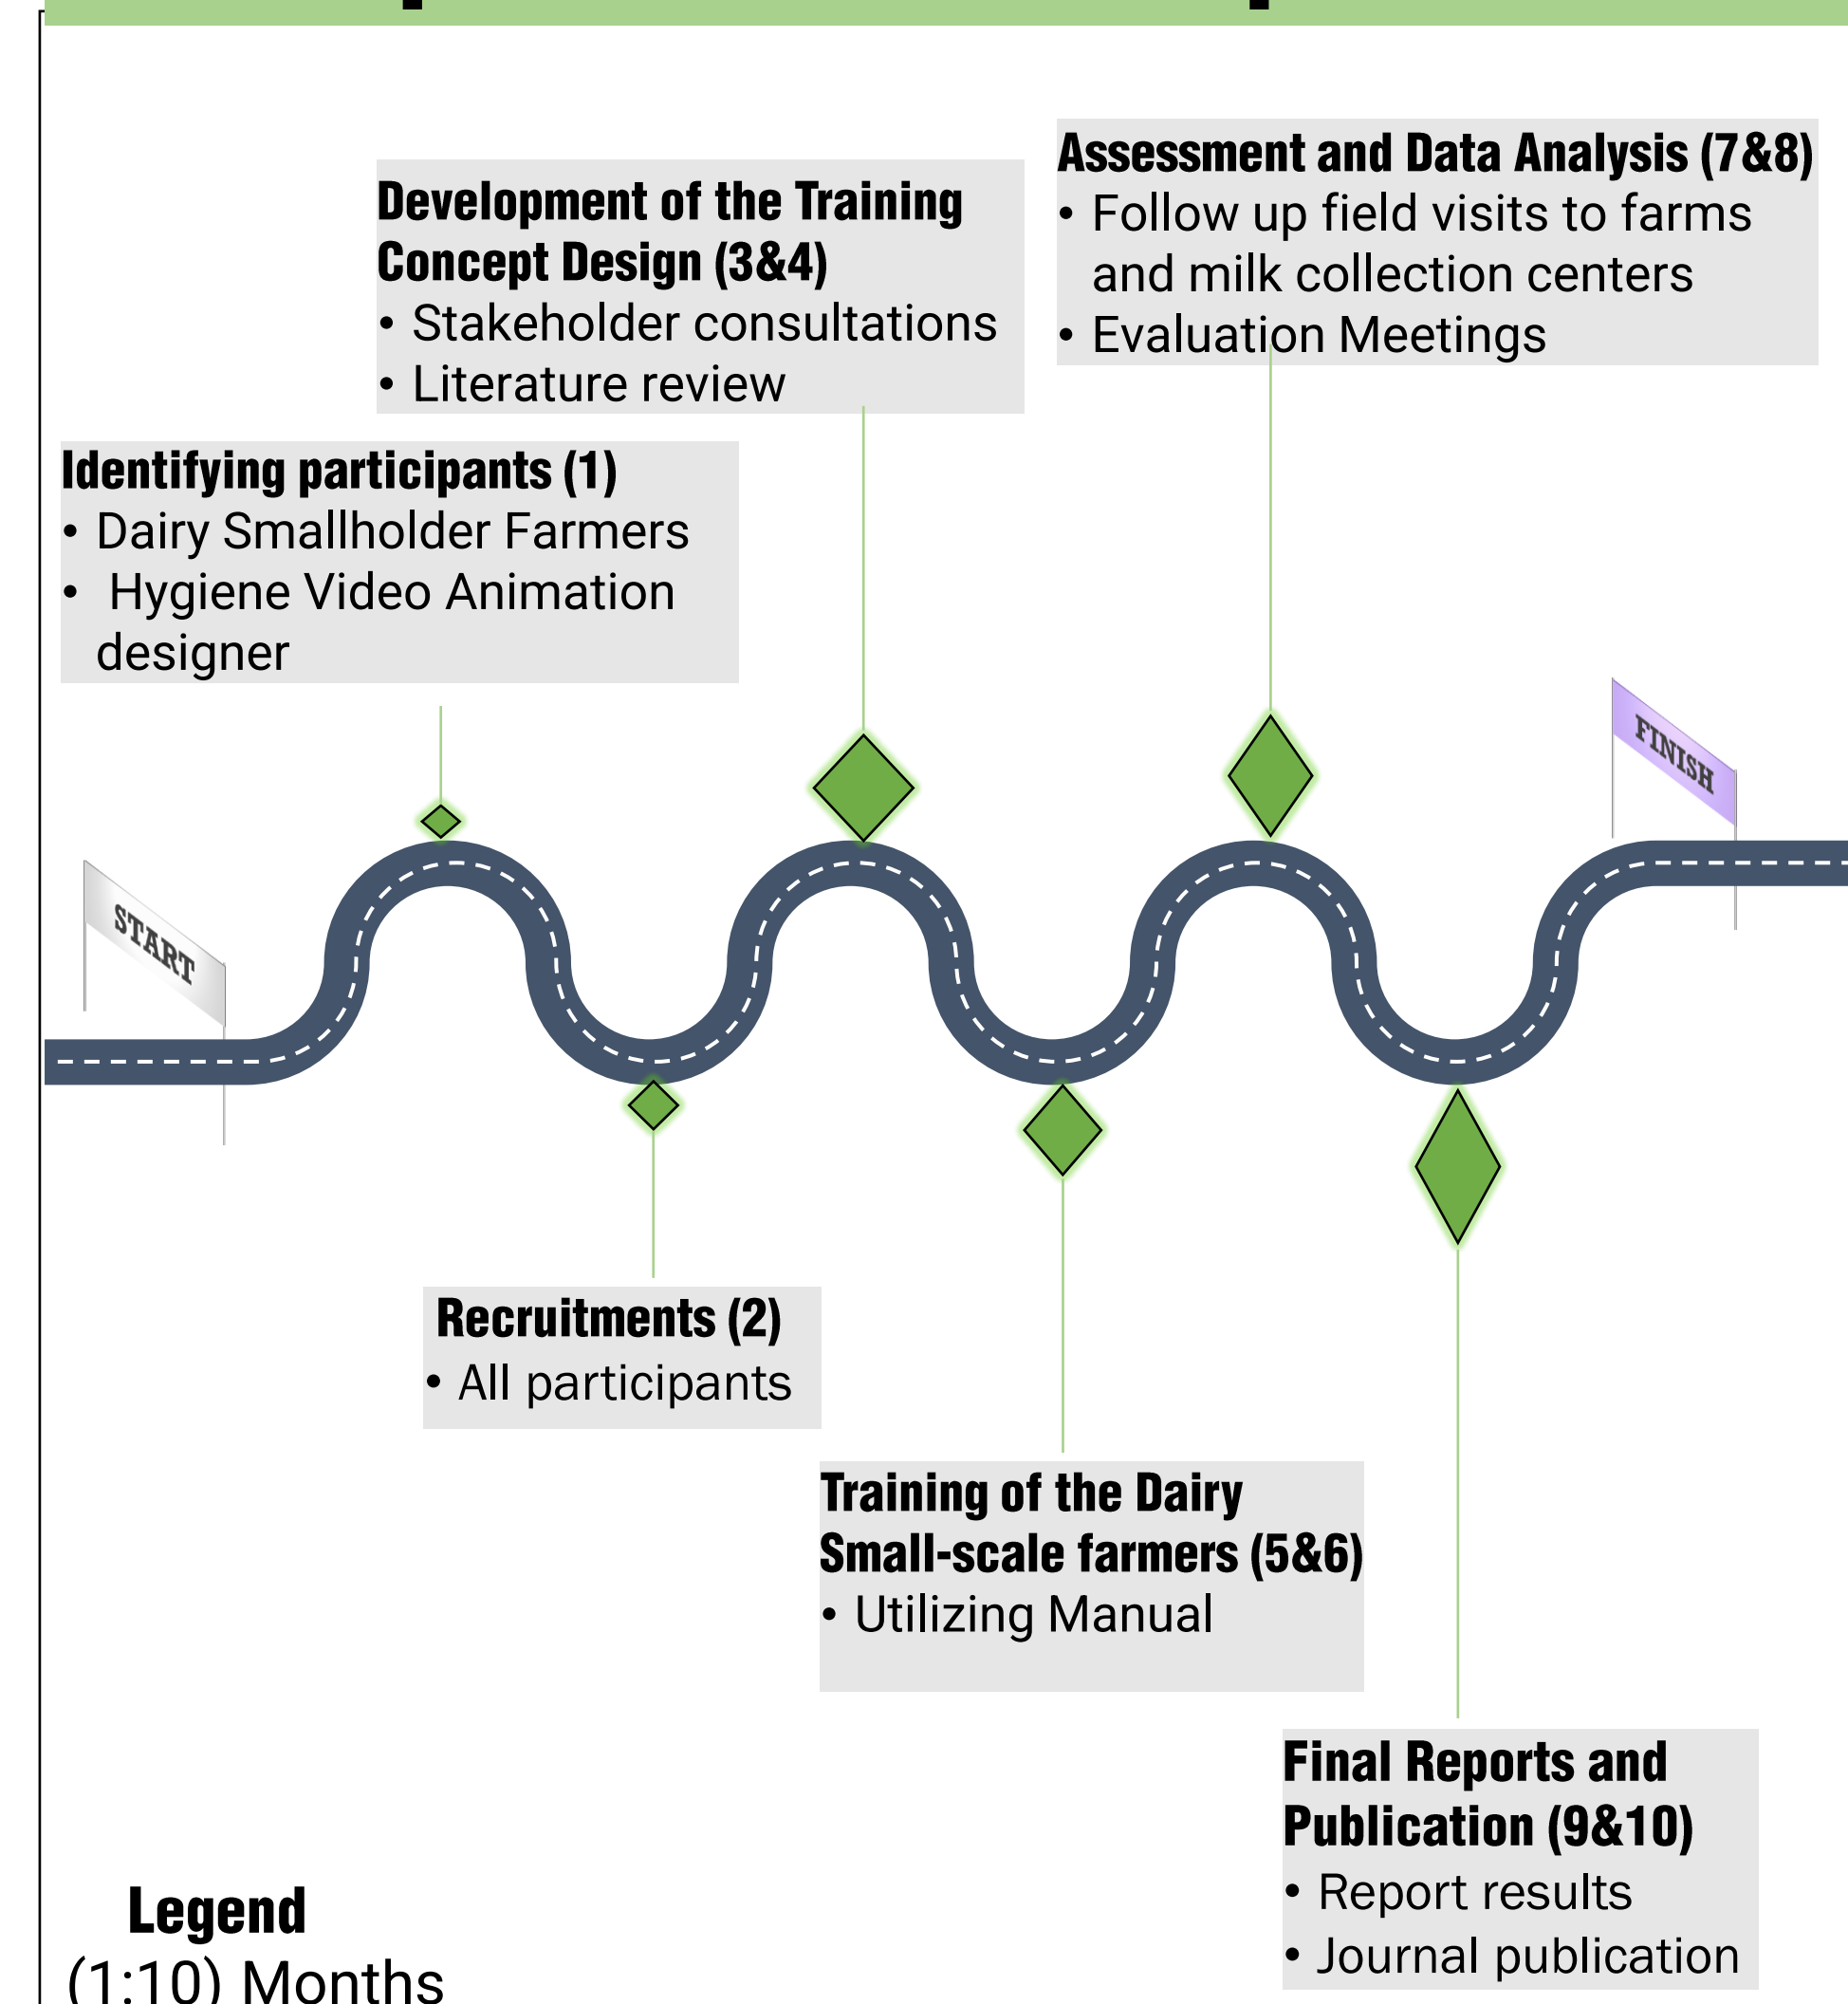 Assessment and Data Analysis (7&8)
• Follow up field visits to farms
and milk collection centers
• Evaluation Meetings
Development of the Training
Concept Design (3&4)
• Stakeholder consultations
• Literature review
Identifying participants (1)
• Dairy Smallholder Farmers
• Hygiene Video Animation
designer
FINISH
START
Recruitments (2)
• All participants
Training of the Dairy
Small-scale farmers (5&6)
• Utilizing Manual
Final Reports and
Publication (9&10)
• Report results
• Journal publication
Legend
(1:10) Months